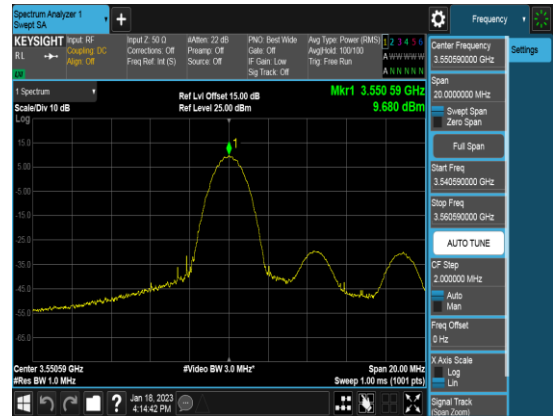 Spectrum Analyzer 1
Swept SA
+
Frequency
KEYSIGHT
RL
Input: RF
Coupling: DC
Align: Off
Input Z: 50 Ω
Corrections: Off
Freq Ref: Int (S)
#Atten: 22 dB
Preamp: Off
Source: Off
PNO: Best Wide
Gate: Off
IF Gain: Low
Sig Track: Off
Avg Type: Power (RMS)
Avg|Hold: 100/100
Trig: Free Run
1 2 3 4 5 6
A W W W W W
A N N N N N
1 Spectrum
Scale/Div 10 dB
Log
Ref Lvl Offset 15.00 dB
Ref Level 25.00 dBm
Mkr1 3.550 59 GHz
9.680 dBm
1
15.0
5.00
-5.00
-15.0
-25.0
-35.0
-45.0
-55.0
-65.0
Center 3.55059 GHz
#Res BW 1.0 MHz
#Video BW 3.0 MHz*
Span 20.00 MHz
Sweep 1.00 ms (1001 pts)
Center Frequency
3.550590000 GHz
Settings
Span
20.0000000 MHz
Swept Span
Zero Span
Full Span
Start Freq
3.540590000 GHz
Stop Freq
3.560590000 GHz
AUTO TUNE
CF Step
2.000000 MHz
Auto
Man
Freq Offset
0 Hz
X Axis Scale
Log
Lin
Signal Track
(Span Zoom)
?
Jan 18, 2023
4:14:42 PM